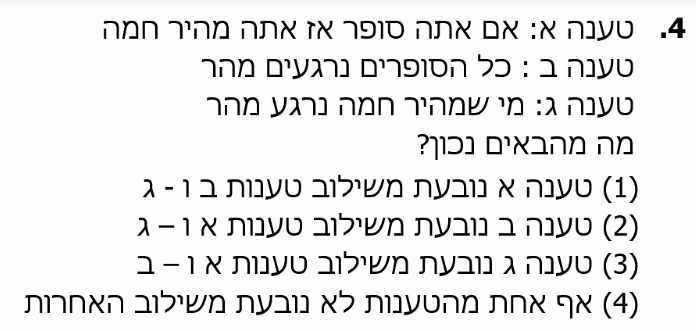 4. טענה א: אם אתה סופר אז אתה מהיר חמה
טענה ב : כל הסופרים נרגעים מהר
טענה ג: מי שמהיר חמה נרגע מהר
מה מהבאים נכון?
(1) טענה א נובעת משילוב טענות ב ו - ג
(2) טענה ב נובעת משילוב טענות א ו – ג
(3) טענה ג נובעת משילוב טענות א ו – ב
(4) אף אחת מהטענות לא נובעת משילוב האחרות